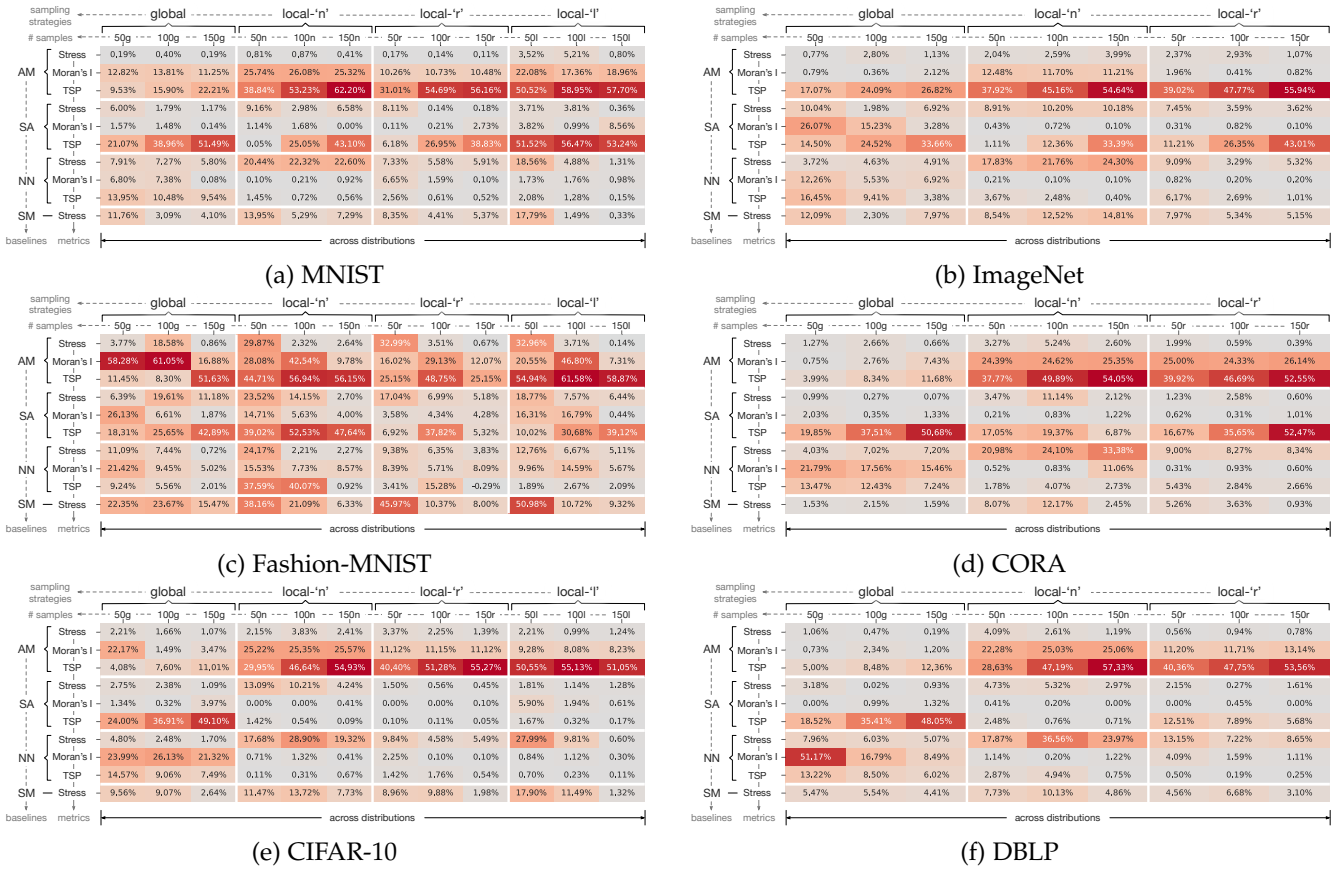 sampling strategies global local-‘n’ local-‘r’ local-‘l’
# samples 50g 100g 150g 50n 100n 150n 50r 100r 150r 50l 100l 150l
AM Stress 0,19% 0,40% 0,19% 0,81% 0,87% 0,41% 0,17% 0,14% 0,11% 3,52% 5,21% 0,80%
Moran's I 12.82% 13,81% 11,25% 25,74% 26,08% 25,32% 10,26% 10,73% 10,48% 22,08% 17,36% 18,96%
TSP 9,53% 15,90% 22,21% 38,84% 53,23% 62,20% 31,01% 54,69% 56,16% 50,52% 58,95% 57,70%
SA Stress 6,00% 1,79% 1,17% 9,16% 2,98% 6,58% 8,11% 0,14% 0,18% 3,71% 3,81% 0,36%
Moran's I 1,57% 1,48% 0,14% 1,14% 1,68% 0.00% 0,11% 0,21% 2,73% 3,82% 0,99% 8,56%
TSP 21,07% 38,96% 51,49% 0,05% 25,05% 43,10% 6,18% 26,95% 38,83% 51,52% 56,47% 53,24%
NN Stress 7,91% 7,27% 5,80% 20,44% 22,32% 22,60% 7,33% 5,58% 5,91% 18,56% 4,88% 1,31%
Moran's I 6,80% 7,38% 0,08% 0,10% 0,21% 0,92% 6,65% 1,59% 0,10% 1,73% 1,76% 0,98%
TSP 13,95% 10,48% 9,54% 1,45% 0,72% 0,56% 2,56% 0,61% 0,52% 2,08% 1,28% 0,15%
SM Stress 11,76% 3,09% 4,10% 13,95% 5,29% 7,29% 8,35% 4,41% 5,37% 17,79% 1,49% 0,33%
baselines metrics across distributions
(a) MNIST
sampling strategies global local-‘n’ local-‘r’
# samples 50g 100g 150g 50n 100n 150n 50r 100r 150r
AM Stress 0,77% 2,80% 1,13% 2,04% 2,59% 3,99% 2,37% 2,93% 1,07%
Moran's I 0,79% 0,36% 2,12% 12,48% 11,70% 11,21% 1,96% 0,41% 0,82%
TSP 17,07% 24,09% 26,82% 37,92% 45,16% 54,64% 39,02% 47,77% 55,94%
SA Stress 10,04% 1,98% 6,92% 8,91% 10,20% 10,18% 7,45% 3,59% 3,62%
Moran's I 26,07% 15,23% 3,28% 0,43% 0,72% 0,10% 0,31% 0,82% 0,10%
TSP 14,50% 24,52% 33,66% 1,11% 12,36% 33,39% 11,21% 26,35% 43,01%
NN Stress 3,72% 4,63% 4,91% 17,83% 21,76% 24,30% 9,09% 3,29% 5,32%
Moran's I 12,26% 5,53% 6,92% 0,21% 0,10% 0,10% 0,82% 0,20% 0,20%
TSP 16,45% 9,41% 3,38% 3,67% 2,48% 0,40% 6,17% 2,69% 1,01%
SM Stress 12,09% 2,30% 7,97% 8,54% 12,52% 14,81% 7,97% 5,34% 5,15%
baselines metrics across distributions
(b) ImageNet
sampling strategies global local-‘n’ local-‘r’ local-‘l’
# samples 50g 100g 150g 50n 100n 150n 50r 100r 150r 50l 100l 150l
AM Stress 3.77% 18,58% 0,86% 29,87% 2,32% 2,64% 32,99% 3,51% 0,67% 32,96% 3,71% 0,14%
Moran's I 58,28% 61,05% 16,88% 28,08% 42,54% 9,78% 16,02% 29,13% 12,07% 20,55% 46,80% 7,31%
TSP 11,45% 8,30% 51,63% 44,71% 56,94% 56,15% 25,15% 48,75% 25,15% 54,94% 61,58% 58,87%
SA Stress 6,39% 19,61% 11,18% 23,52% 14,15% 2,70% 17,04% 6,99% 5,18% 18,77% 7,57% 6,44%
Moran's I 26,13% 6,61% 1,87% 14,71% 5,63% 4,00% 3,58% 4,34% 4,28% 16,31% 16,79% 0,44%
TSP 18,31% 25,65% 42,89% 39,02% 52,53% 47,64% 6,92% 37,82% 5,32% 10,02% 30,68% 39,12%
NN Stress 11,09% 7,44% 0,72% 24,17% 2,21% 2,27% 9,38% 6,35% 3,83% 12,76% 6,67% 5,11%
Moran's I 21,42% 9,45% 5,02% 15,53% 7,73% 8,57% 8,39% 5,71% 8,09% 9,96% 14,59% 5,67%
TSP 9,24% 5,56% 2,01% 37,59% 40,07% 0,92% 3,41% 15,28% -0,29% 1,89% 2,67% 2,09%
SM Stress 22,35% 23,67% 15,47% 38,16% 21,09% 6,33% 45,97% 10,37% 8,00% 50,98% 10,72% 9,32%
baselines metrics across distributions
(c) Fashion-MNIST
sampling strategies global local-‘n’ local-‘r’
# samples 50g 100g 150g 50n 100n 150n 50r 100r 150r
AM Stress 1,27% 2,66% 0,66% 3,27% 5,24% 2,60% 1,99% 0,59% 0,39%
Moran's I 0,75% 2,76% 7,43% 24,39% 24,62% 25,35% 25,00% 24,33% 26,14%
TSP 3,99% 8,34% 11,68% 37,77% 49,89% 54,05% 39,92% 46,69% 52,55%
SA Stress 0,99% 0,27% 0,07% 3,47% 11,14% 2,12% 1,23% 2,58% 0,60%
Moran's I 2,03% 0,35% 1,33% 0,21% 0,83% 1,22% 0,62% 0,31% 1,01%
TSP 19,85% 37,51% 50,68% 17,05% 19,37% 6,87% 16,67% 35,65% 52,47%
NN Stress 4,03% 7,02% 7,20% 20,98% 24,10% 33,38% 9,00% 8,27% 8,34%
Moran's I 21,79% 17,56% 15,46% 0,52% 0,83% 11,06% 0,31% 0,93% 0,60%
TSP 13,47% 12,43% 7,24% 1,78% 4,07% 2,73% 5,43% 2,84% 2,66%
SM Stress 1,53% 2,15% 1,59% 8,07% 12,17% 2,45% 5,26% 3,63% 0,93%
baselines metrics across distributions
(d) CORA
sampling strategies global local-‘n’ local-‘r’ local-‘l’
# samples 50g 100g 150g 50n 100n 150n 50r 100r 150r 50l 100l 150l
AM Stress 2,21% 1,66% 1,07% 2,15% 3,83% 2,41% 3,37% 2,25% 1,39% 2,21% 0,99% 1,24%
Moran's I 22,17% 1,49% 3,47% 25,22% 25,35% 25,57% 11,12% 11,15% 11,12% 9,28% 8,08% 8,23%
TSP 4,08% 7,60% 11,01% 29,95% 46,64% 54,93% 40,40% 51,28% 55,27% 50,55% 55,13% 51,05%
SA Stress 2,75% 2,38% 1,09% 13,09% 10,21% 4,24% 1,50% 0,56% 0,45% 1,81% 1,14% 1,28%
Moran's I 1,34% 0,32% 3,97% 0.00% 0.00% 0,41% 0.00% 0.00% 0,10% 5,90% 1,94% 0,61%
TSP 24,00% 36,91% 49,10% 1,42% 0,54% 0,09% 0,10% 0,11% 0,05% 1,67% 0,32% 0,17%
NN Stress 4,80% 2,48% 1,70% 17,68% 28,90% 19,32% 9,84% 4,58% 5,49% 27,99% 9,81% 0,60%
Moran's I 23,99% 26,13% 21,32% 0,71% 1,32% 0,41% 2,25% 0,10% 0,10% 0,84% 1,12% 0,30%
TSP 14,57% 9,06% 7,49% 0,11% 0,31% 0,67% 1,42% 1,76% 0,54% 0,70% 0,23% 0,11%
SM Stress 9,56% 9,07% 2,64% 11,47% 13,72% 7,73% 8,96% 9,88% 1,98% 17,90% 11,49% 1,32%
baselines metrics across distributions
(e) CIFAR-10
sampling strategies global local-‘n’ local-‘r’
# samples 50g 100g 150g 50n 100n 150n 50r 100r 150r
AM Stress 1,06% 0,47% 0,19% 4,09% 2,61% 1,19% 0,56% 0,94% 0,78%
Moran's I 0,73% 2,34% 1,20% 22,28% 25,03% 25,06% 11,20% 11,71% 13,14%
TSP 5,00% 8,48% 12,36% 28,63% 47,19% 57,33% 40,36% 47,75% 53,56%
SA Stress 3,18% 0,02% 0,93% 4,73% 5,32% 2,97% 2,15% 0,27% 1,61%
Moran's I 0.00% 0,99% 1,32% 0,41% 0,20% 0.00% 0.00% 0,45% 0.00%
TSP 18,52% 35,41% 48,05% 2,48% 0,76% 0,71% 12,51% 7,89% 5,68%
NN Stress 7,23% 6,03% 5,07% 17,87% 36,56% 23,97% 13,15% 7,22% 8,65%
Moran's I 51,17% 16,79% 8,49% 1,14% 0,20% 1,22% 4,09% 1,59% 1,11%
TSP 13,22% 8,50% 6,02% 2,87% 4,94% 0,75% 0,50% 0,19% 0,25%
SM Stress 5,47% 5,54% 4,41% 7,73% 10,13% 4,86% 4,56% 6,68% 3,10%
baselines metrics across distributions
(f) DBLP